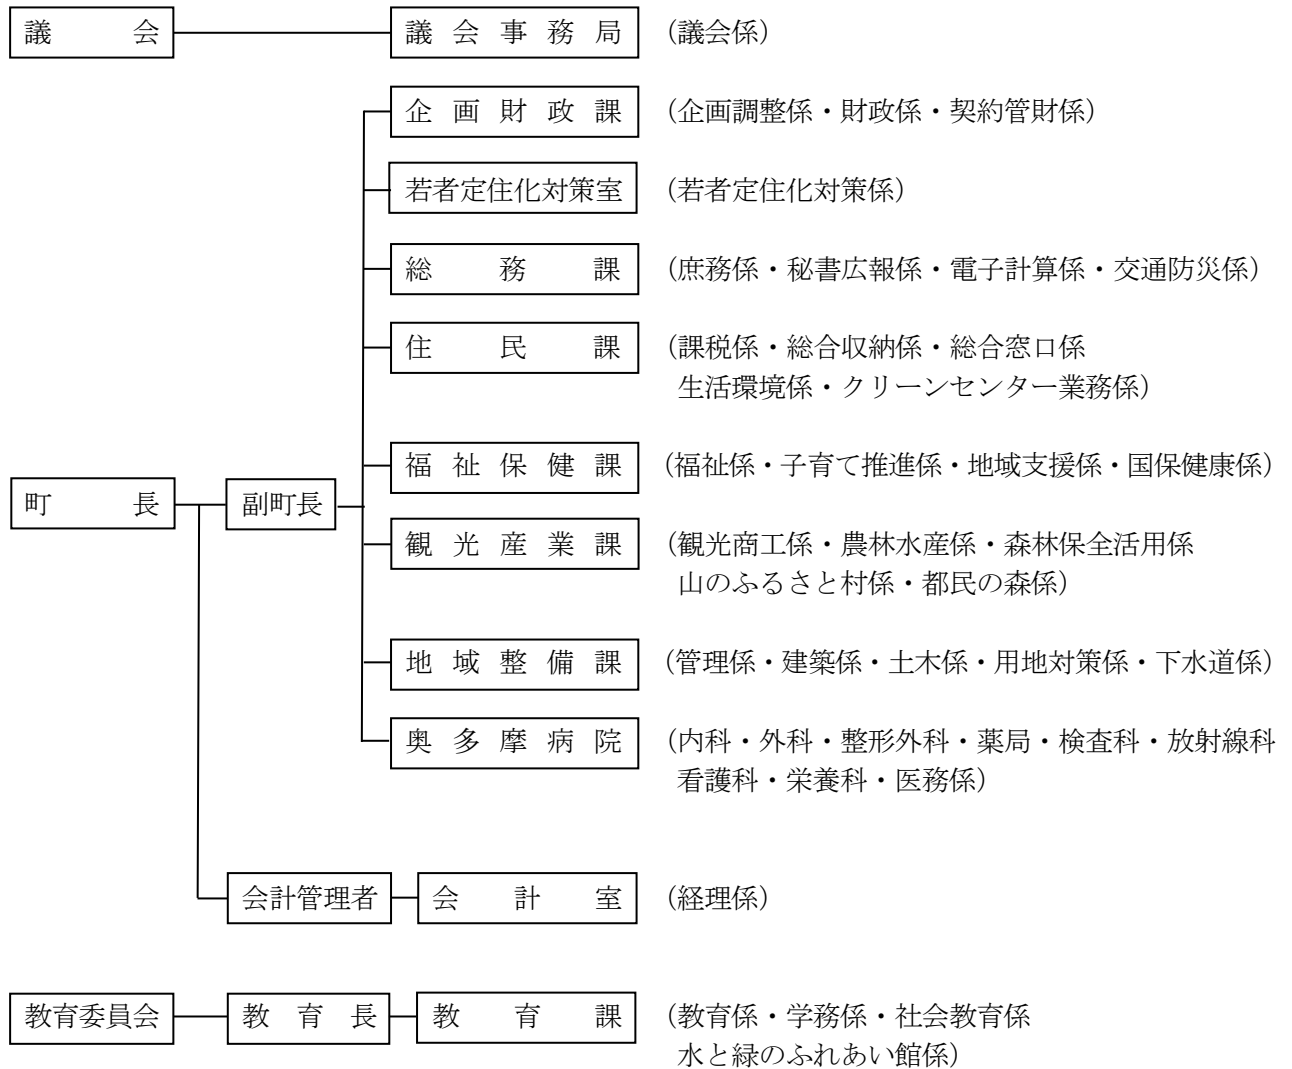 議会 議会事務局 （議会係）
企画財政課 （企画調整係・財政係・契約管財係）
若者定住化対策室 （若者定住化対策係）
総務課 （庶務係・秘書広報係・電子計算係・交通防災係）
住民課 （課税係・総合収納係・総合窓口係
生活環境係・クリーンセンター業務係）
福祉保健課 （福祉係・子育て推進係・地域支援係・国保健康係）
町長 副町長
観光産業課 （観光商工係・農林水産係・森林保全活用係
山のふるさと村係・都民の森係）
地域整備課 （管理係・建築係・土木係・用地対策係・下水道係）
奥多摩病院 （内科・外科・整形外科・薬局・検査科・放射線科
看護科・栄養科・医務係）
会計管理者 会計室 （経理係）
教育委員会 教育長 教育課 （教育係・学務係・社会教育係
水と緑のふれあい館係）